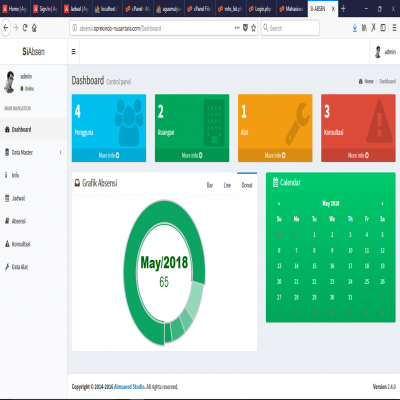 Home | A
Sign In | A
Jadwal | A
localhost /
cPanel - M
aquamulya
cPanel File
mhs_list.ph
Login.php
Mahasiswa
SI-ABSEN
absensi.oprekindo-nusantara.com/Dashboard
Search
SiAbsen
admin
admin
Online
MAIN NAVIGATION
Dashboard
Data Master
Info
Jadwal
Absensi
Konsultasi
Data Alat
Dashboard Control panel
Home > Dashboard
4
Pengguna
More info
2
Ruangan
More info
1
Alat
More info
3
Konsultasi
More info
Grafik Absensi
Bar
Line
Donut
May/2018
65
Calendar
« May 2018 »
Su Mo Tu We Th Fr Sa
29 30 1 2 3 4 5
6 7 8 9 10 11 12
13 14 15 16 17 18 19
20 21 22 23 24 25 26
27 28 29 30 31 1 2
3 4 5 6 7 8 9
Copyright © 2014-2016 Almsaeed Studio. All rights reserved.
Version 2.4.0